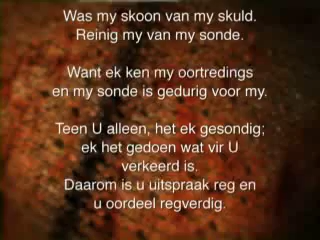 Was my skoon van my skuld.
Reinig my van my sonde.
Want ek ken my oortredings
en my sonde is gedurig voor my.
Teen U alleen, het ek gesondig;
ek het gedoen wat vir U
verkeerd is.
Daarom is u uitspraak reg en
u oordeel regverdig.